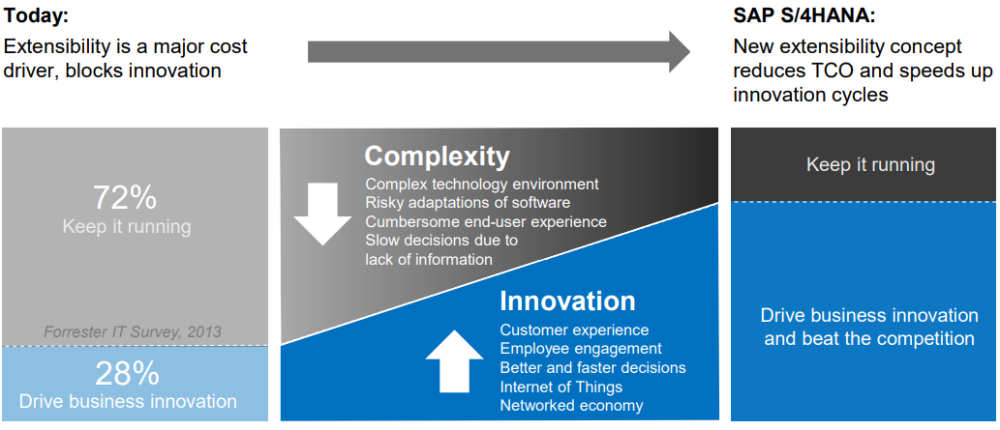 Today:
Extensibility is a major cost
driver, blocks innovation
SAP S/4HANA:
New extensibility concept
reduces TCO and speeds up
innovation cycles
72%
Keep it running
Forrester IT Survey, 2013
28%
Drive business innovation
Complexity
Complex technology environment
Risky adaptations of software
Cumbersome end-user experience
Slow decisions due to
lack of information
Innovation
Customer experience
Employee engagement
Better and faster decisions
Internet of Things
Networked economy
Keep it running
Drive business innovation
and beat the competition